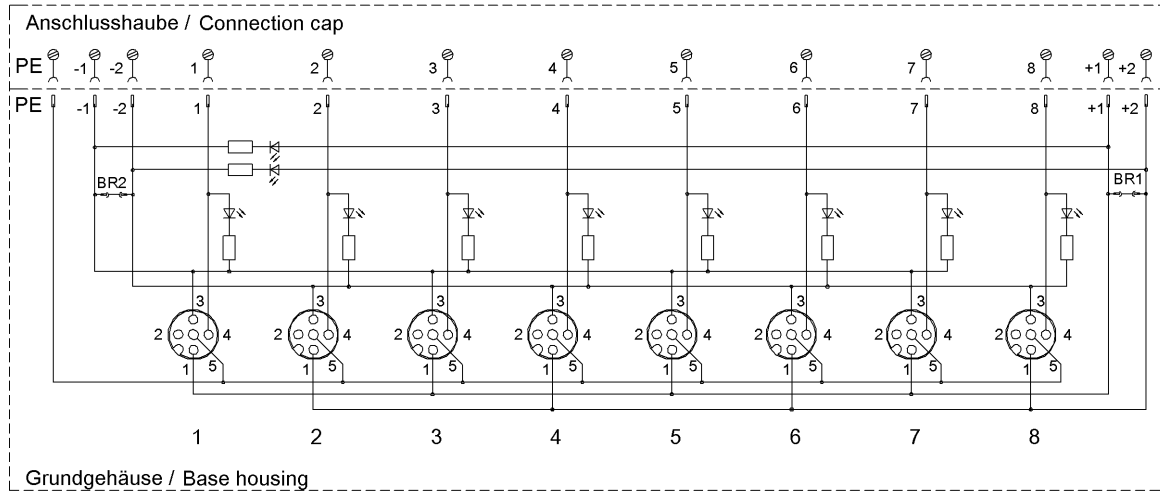 Anschlusshaube / Connection cap
PE -1 -2 1 2 3 4 5 6 7 8 +1 +2
PE -1 -2 1 2 3 4 5 6 7 8 +1 +2
BR2 BR1
3 3 3 3 3 3 3 3
2 4 2 4 2 4 2 4 2 4 2 4 2 4 2 4
1 5 1 5 1 5 1 5 1 5 1 5 1 5 1 5
1 2 3 4 5 6 7 8
Grundgehäuse / Base housing